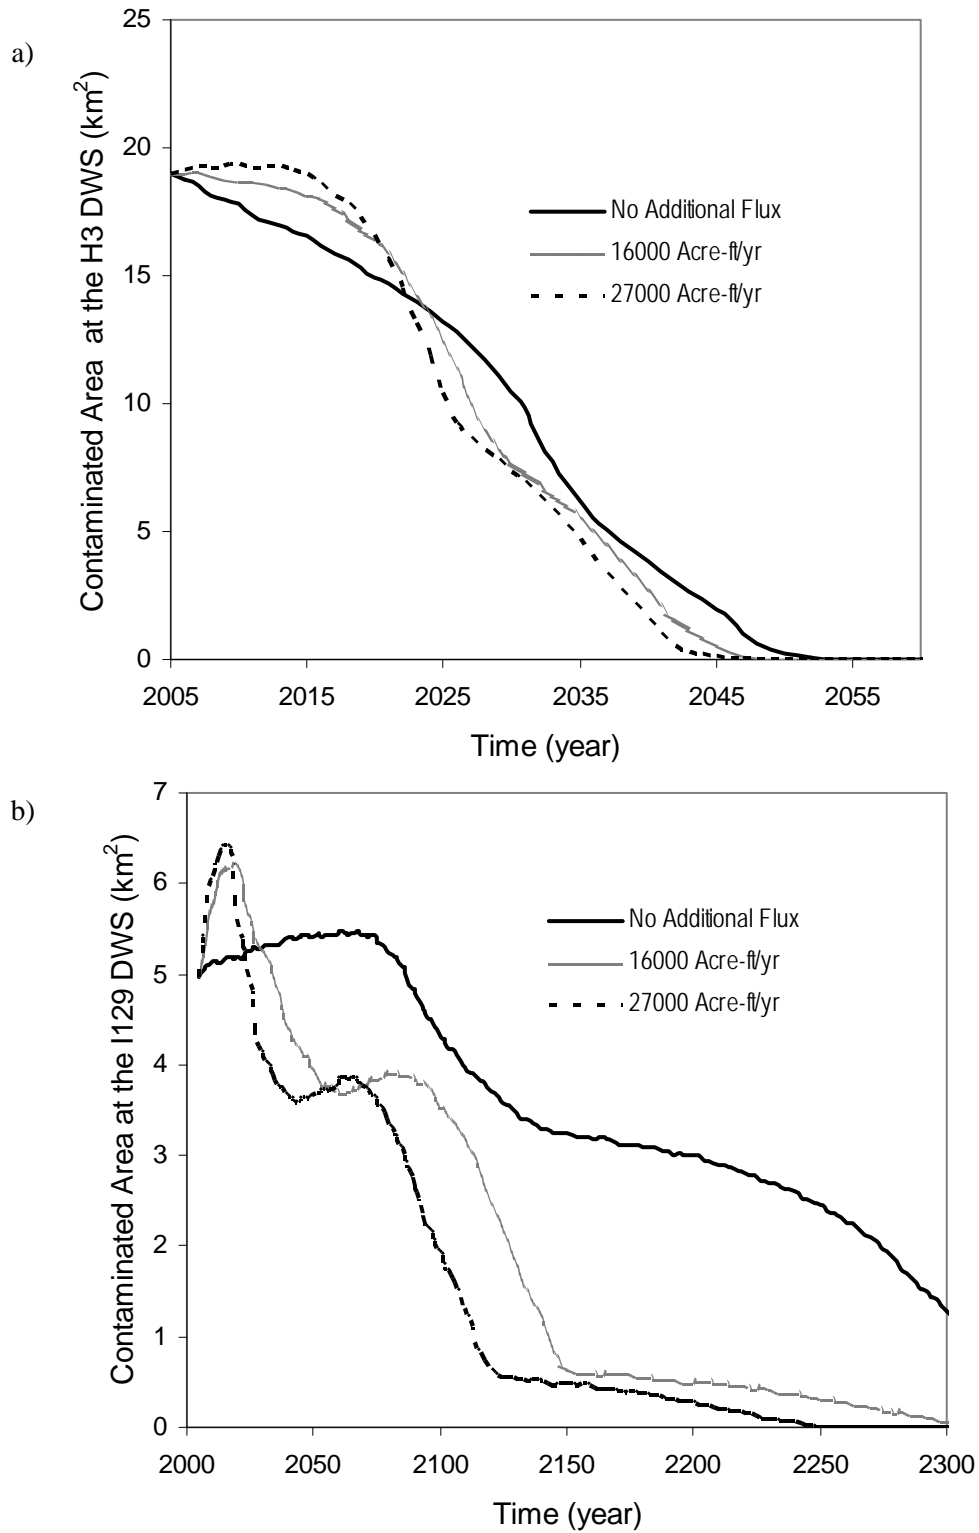 a)
Contaminated Area at the H3 DWS (km2)
25
20
15
10
5
0
No Additional Flux
16000 Acre-ft/yr
27000 Acre-ft/yr
2005 2015 2025 2035 2045 2055
Time (year)
b)
Contaminated Area at the I129 DWS (km2)
7
6
5
4
3
2
1
0
No Additional Flux
16000 Acre-ft/yr
27000 Acre-ft/yr
2000 2050 2100 2150 2200 2250 2300
Time (year)